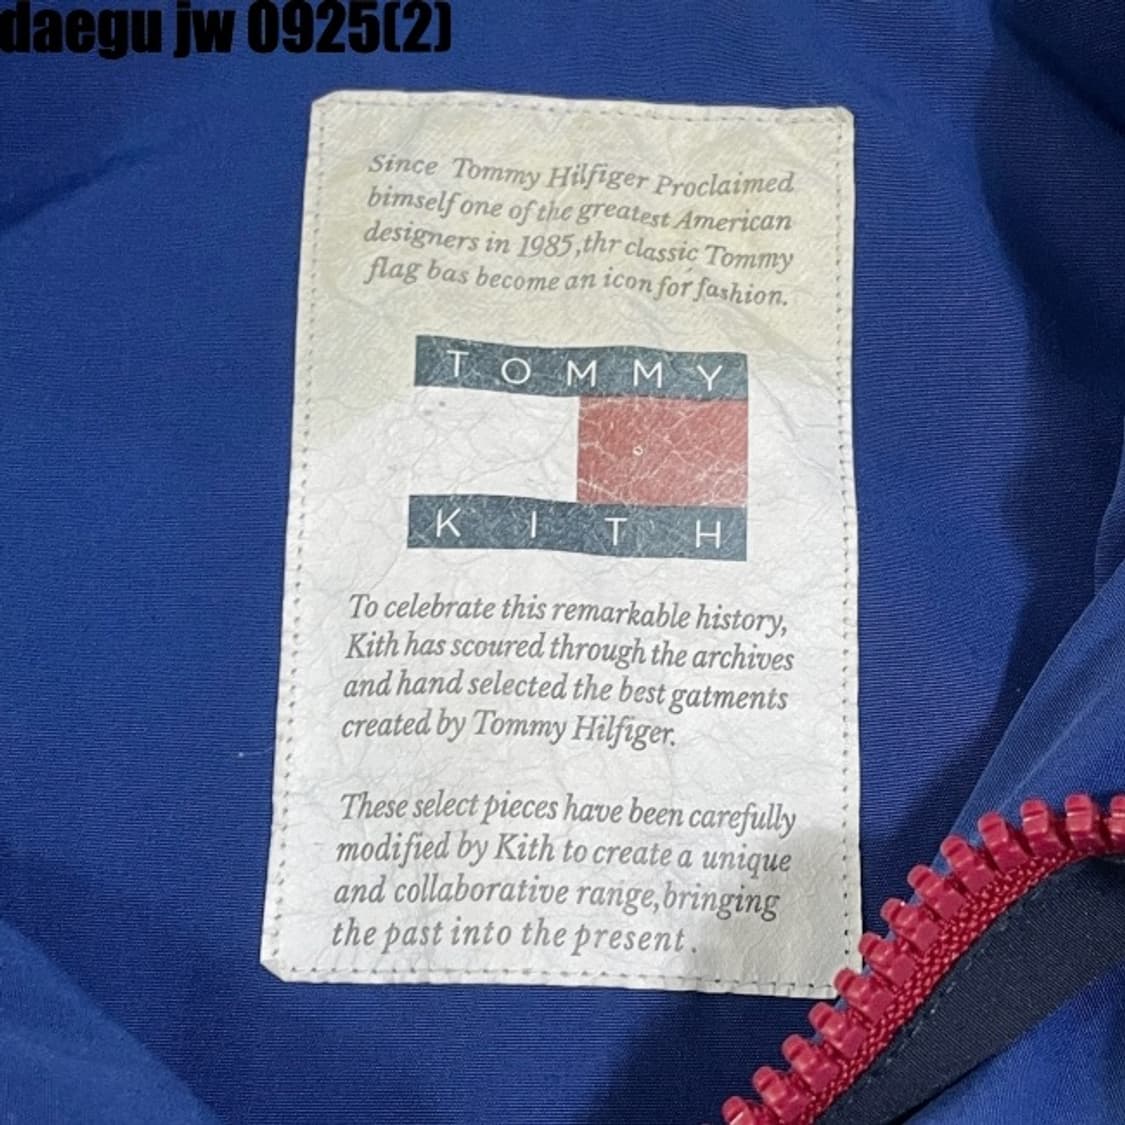 daegu jw 0925(2)
Since Tommy Hilfiger Proclaimed
bimself one of the greatest American
designers in 1985,thr classic Tommy
flag bas become an icon for fashion.
TOMMY
KITH
To celebrate this remarkable history,
Kith has scoured through the archives
and hand selected the best gatments
created by Tommy Hilfiger.
These select pieces have been carefully
modified by Kith to create a unique
and collaborative range,bringing
the past into the present.